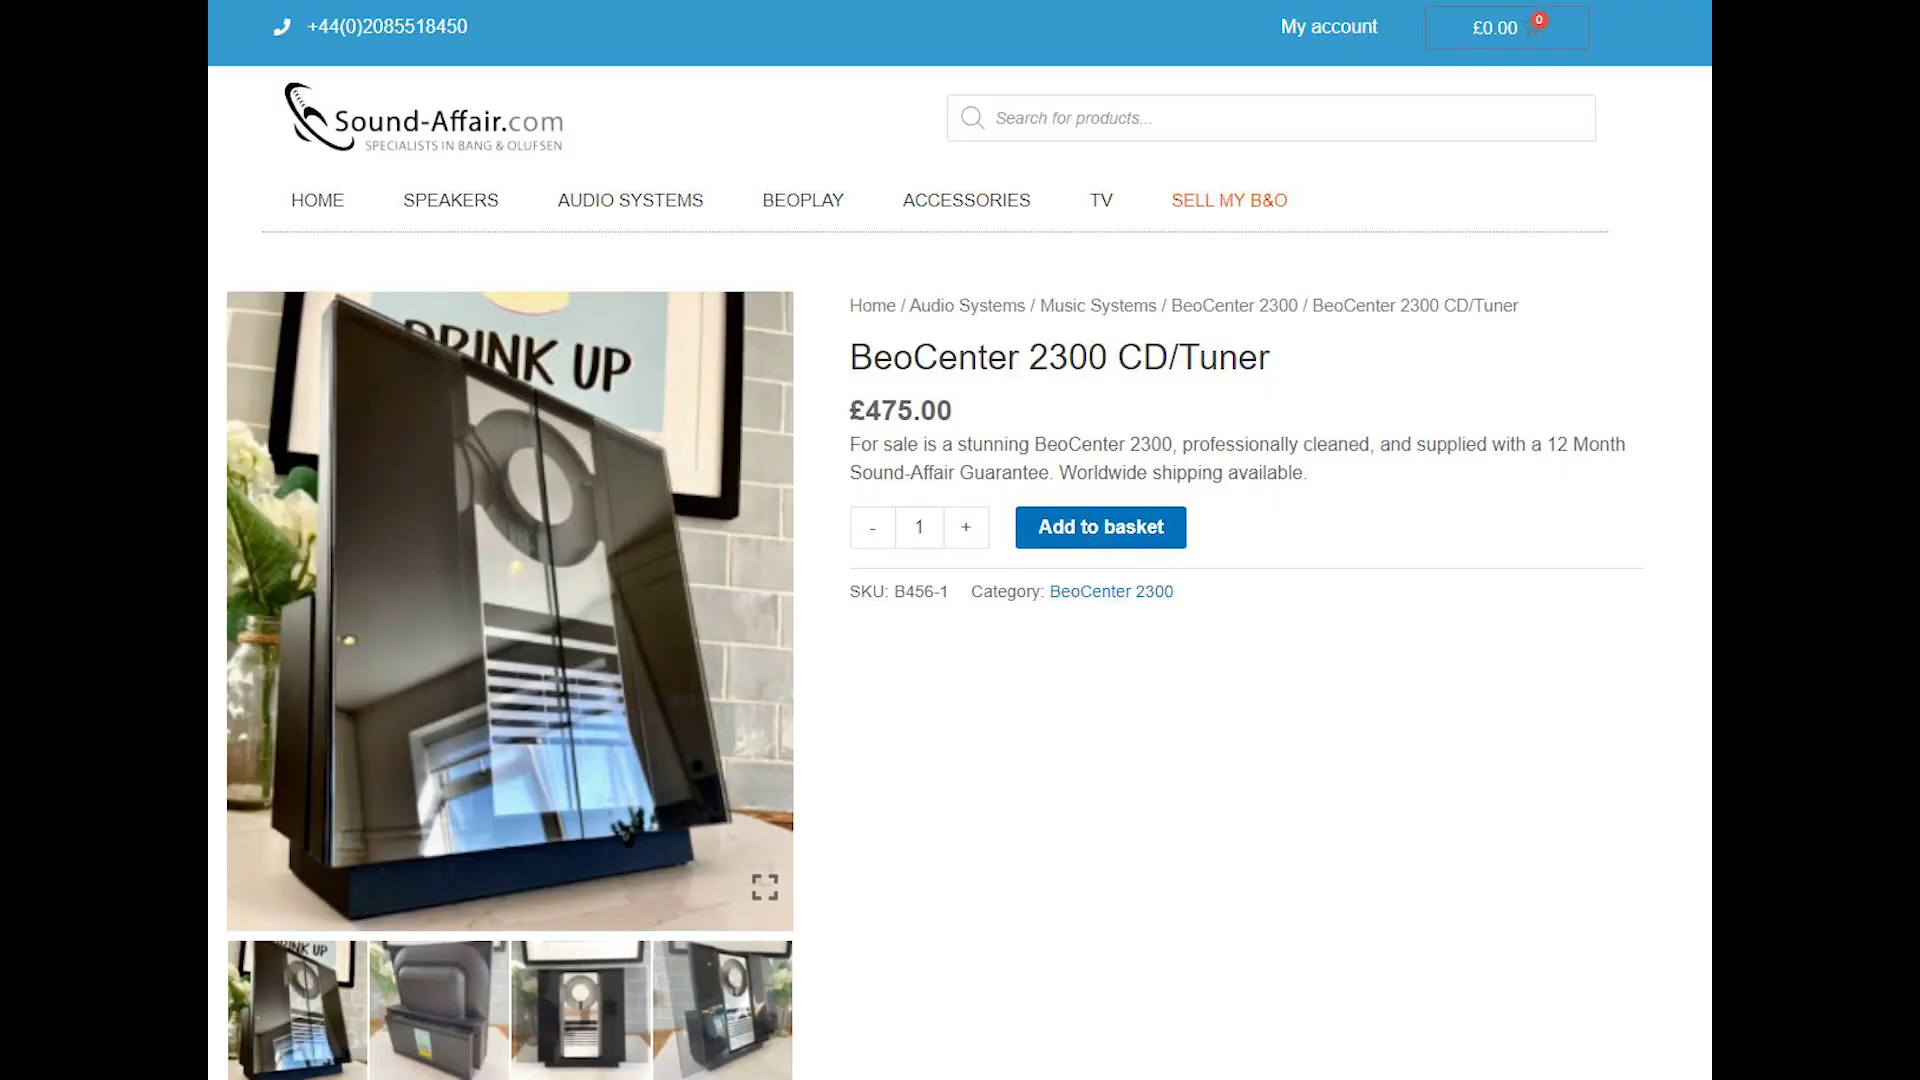 +44(0)2085518450
My account
£0.00
0
Sound-Affair.com
SPECIALISTS IN BANG & OLUFSEN
Search for products...
HOME
SPEAKERS
AUDIO SYSTEMS
BEOPLAY
ACCESSORIES
TV
SELL MY B&O
DRINK UP
Home / Audio Systems / Music Systems / BeoCenter 2300 / BeoCenter 2300 CD/Tuner
BeoCenter 2300 CD/Tuner
£475.00
For sale is a stunning BeoCenter 2300, professionally cleaned, and supplied with a 12 Month
Sound-Affair Guarantee. Worldwide shipping available.
- 1 +
Add to basket
SKU: B456-1 Category: BeoCenter 2300
DRINK UP